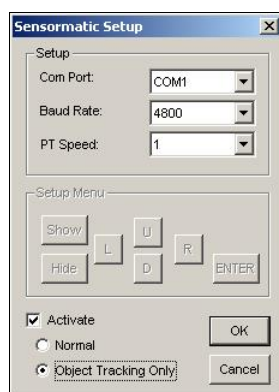 Sensormatic Setup
Setup
Com Port: COM1
Baud Rate: 4800
PT Speed: 1
Setup Menu
Show
U
L
R
Hide
D
ENTER
Activate
Normal
Object Tracking Only
OK
Cancel